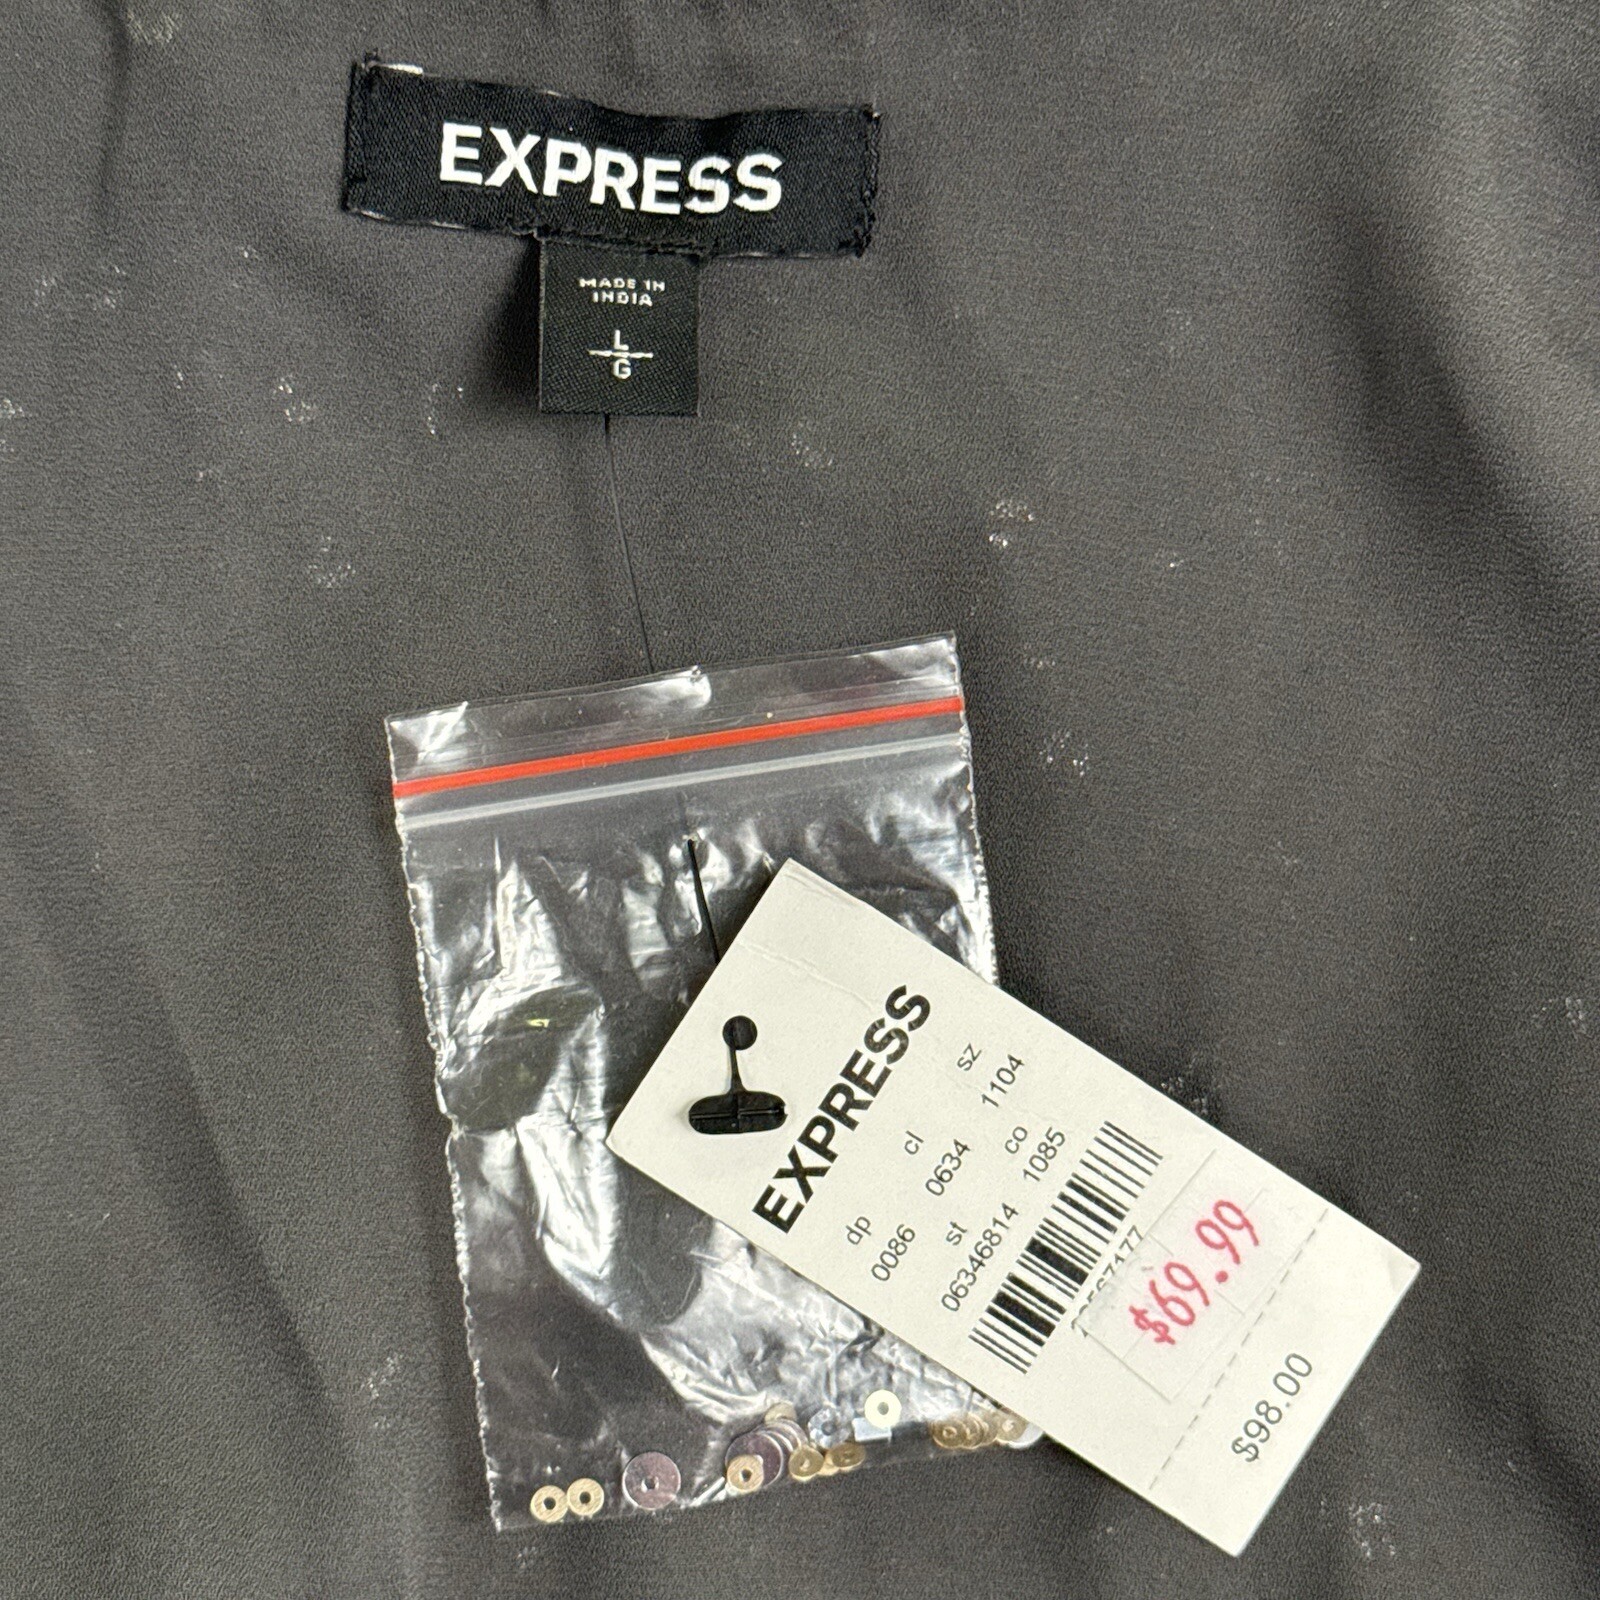 EXPRESS
MADE IN
INDIA
L
G
EXPRESS
dp cl sz
0086 0634 1104
st co
06346814 1085
$69.99
$98.00